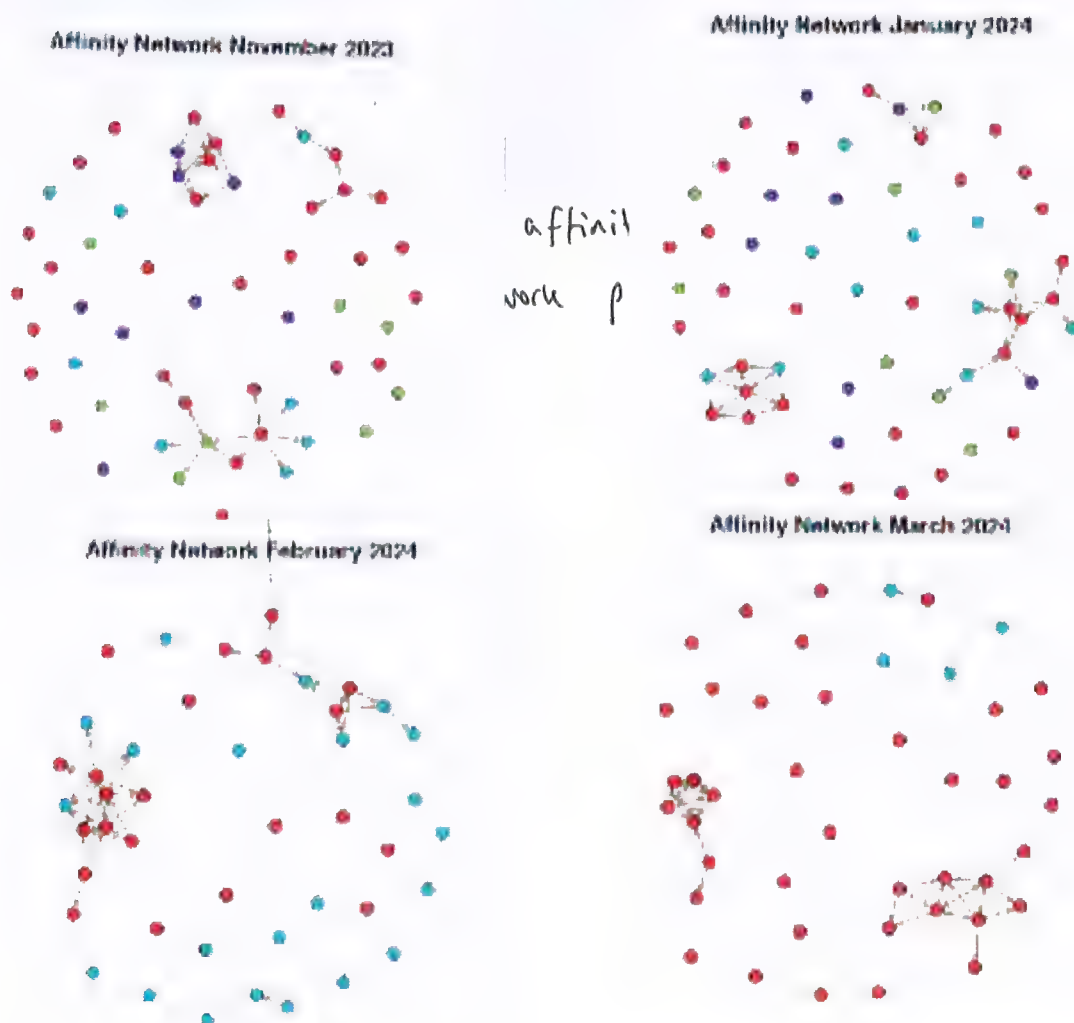 Affinity Network November 2023
Affinity Network January 2024
affinit
work p
Affinity Network February 2024
Affinity Network March 2024